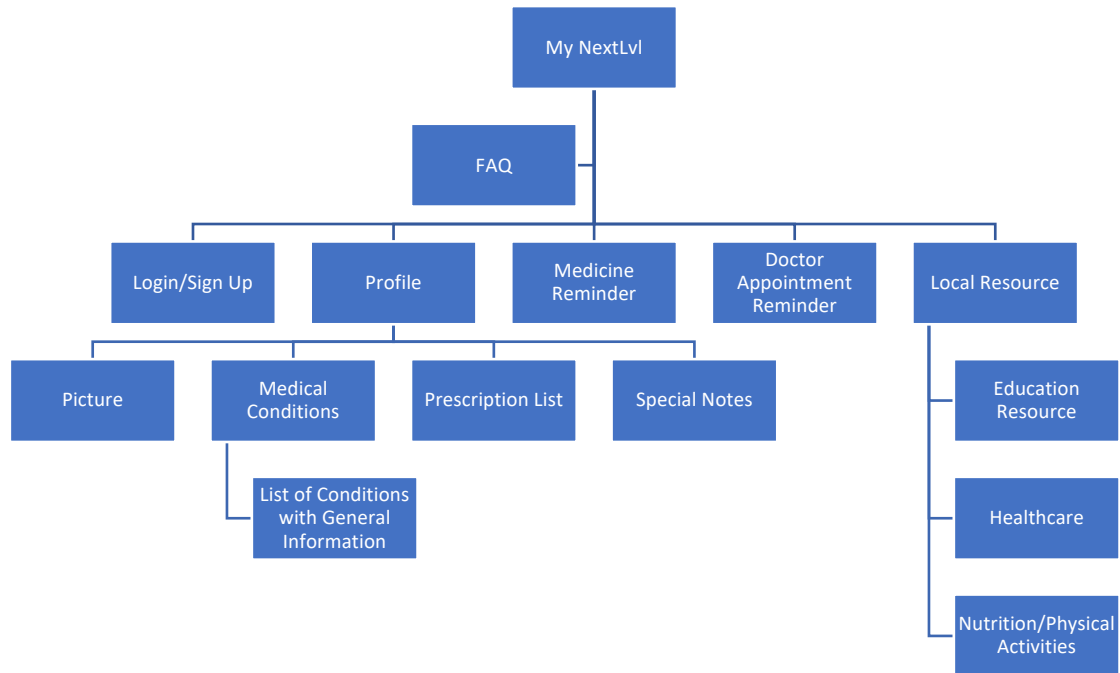 My NextLvl
FAQ
Login/Sign Up
Profile
Medicine
Reminder
Doctor
Appointment
Reminder
Local Resource
Picture
Medical
Conditions
Prescription List
Special Notes
Education
Resource
List of Conditions
with General
Information
Healthcare
Nutrition/Physical
Activities